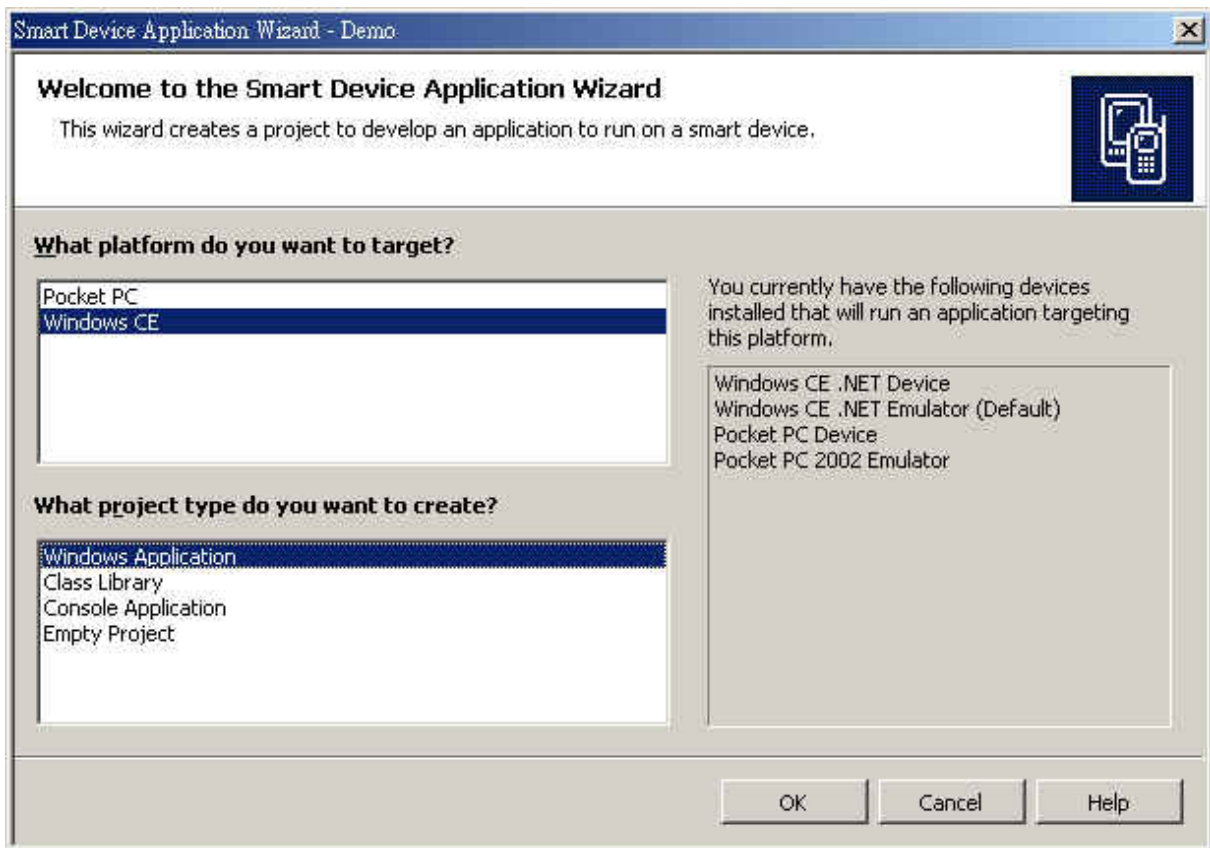 Smart Device Application Wizard - Demo
Welcome to the Smart Device Application Wizard
This wizard creates a project to develop an application to run on a smart device.
What platform do you want to target?
Pocket PC
Windows CE
You currently have the following devices
installed that will run an application targeting
this platform.
Windows CE .NET Device
Windows CE .NET Emulator (Default)
Pocket PC Device
Pocket PC 2002 Emulator
What project type do you want to create?
Windows Application
Class Library
Console Application
Empty Project
OK
Cancel
Help